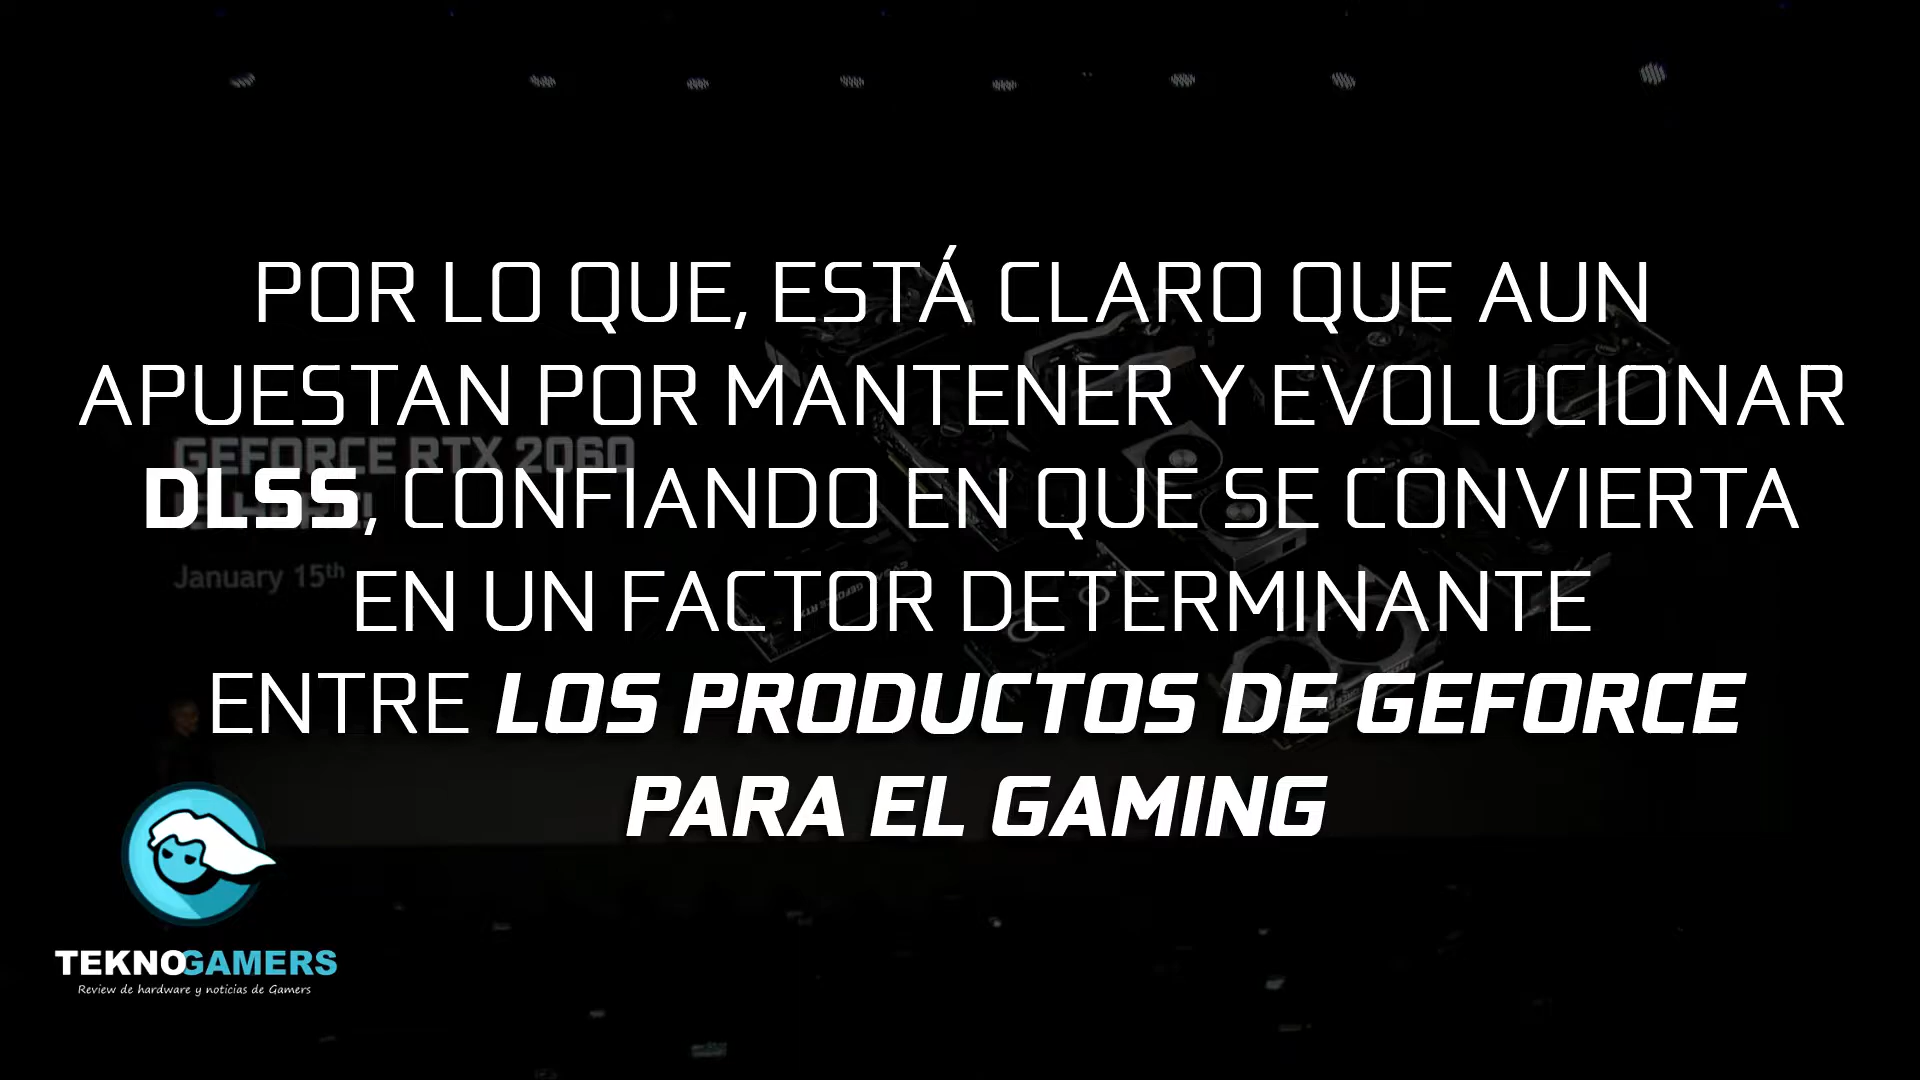 POR LO QUE, ESTÁ CLARO QUE AUN
APUESTAN POR MANTENER Y EVOLUCIONAR
GEFORCE RTX 2060
DLSS, CONFIANDO EN QUE SE CONVIERTA
January 15th
EN UN FACTOR DETERMINANTE
ENTRE LOS PRODUCTOS DE GEFORCE
PARA EL GAMING
TEKNOGAMERS
Review de hardware y noticias de Gamers